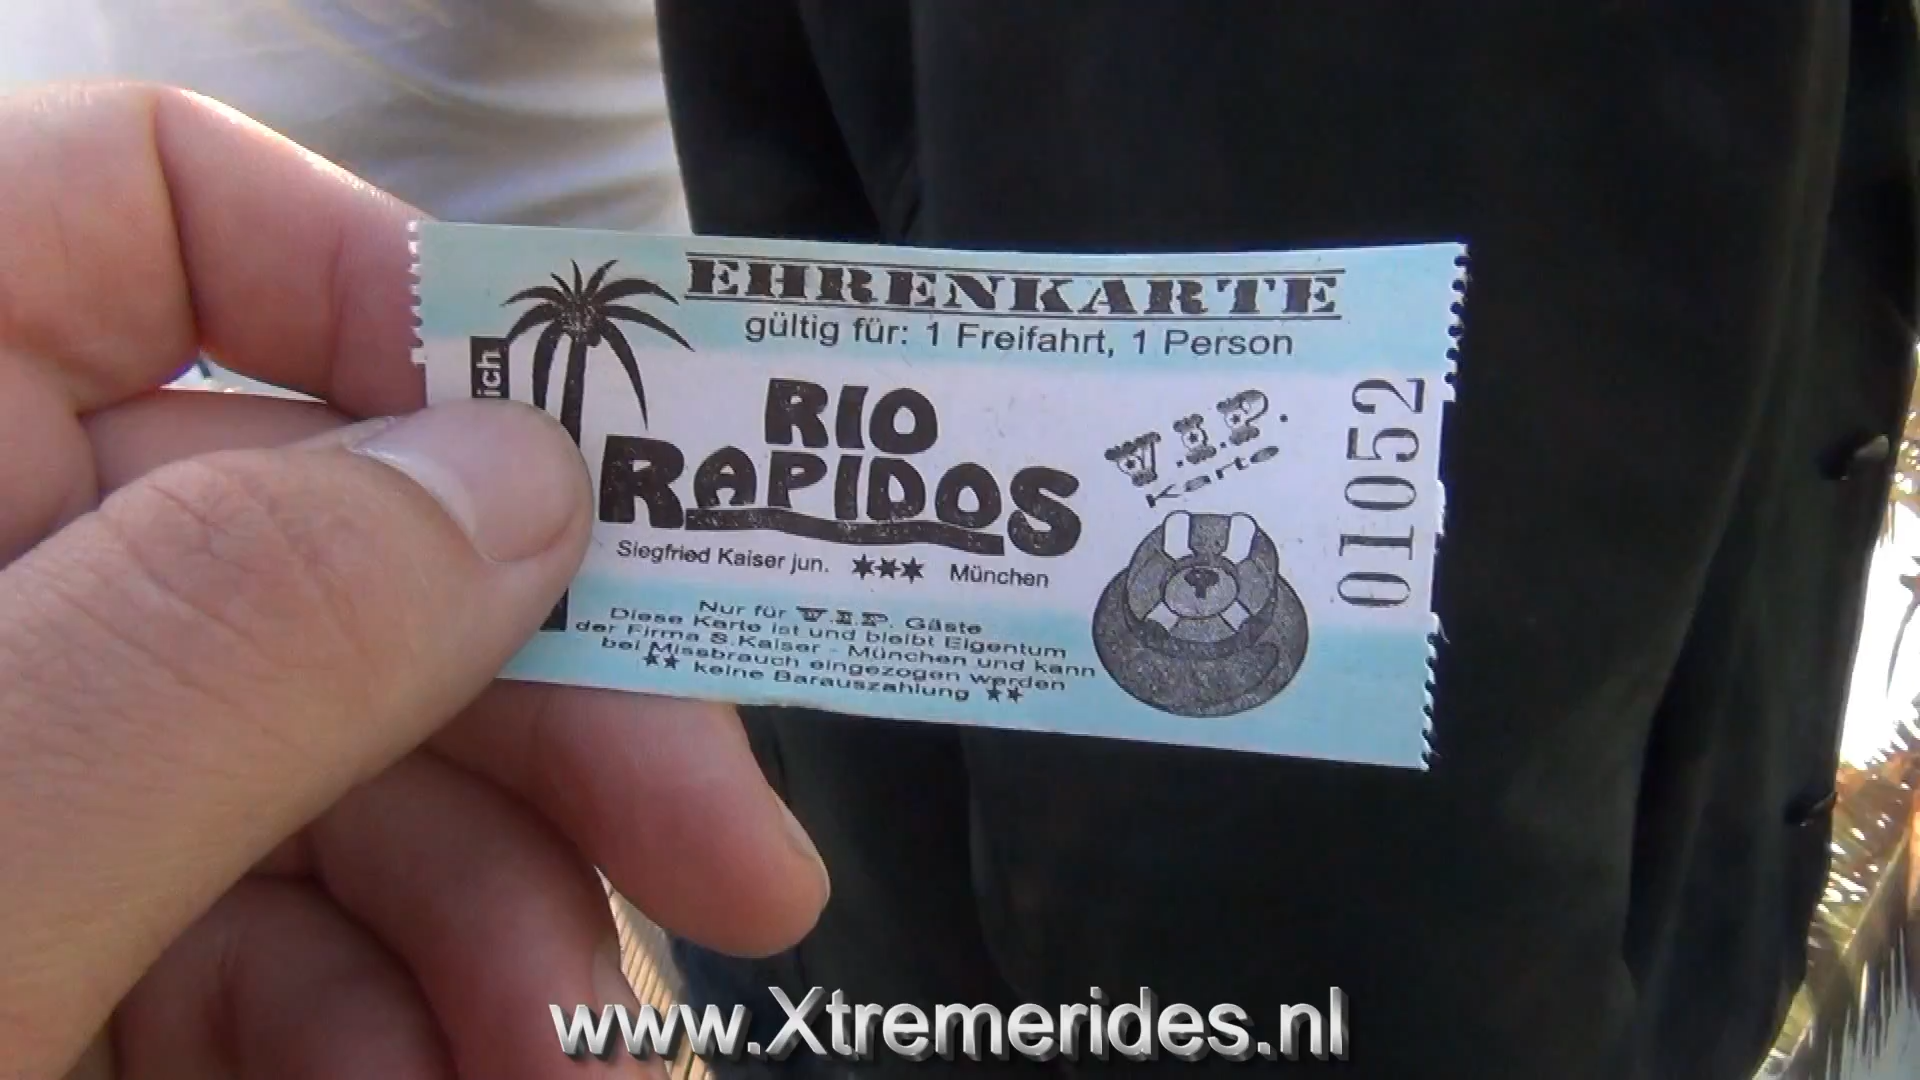 EHRENKARTE
gültig für: 1 Freifahrt, 1 Person
ich
RIO
RAPIDOS
Siegfried Kaiser jun. *** München
V.I.P.
Karte
01052
Nur für V.I.P. Gäste
Diese Karte ist und bleibt Eigentum
der Firma S.Kaiser - München und kann
bei Missbrauch eingezogen werden
** keine Barauszahlung **
www.Xtremerides.nl